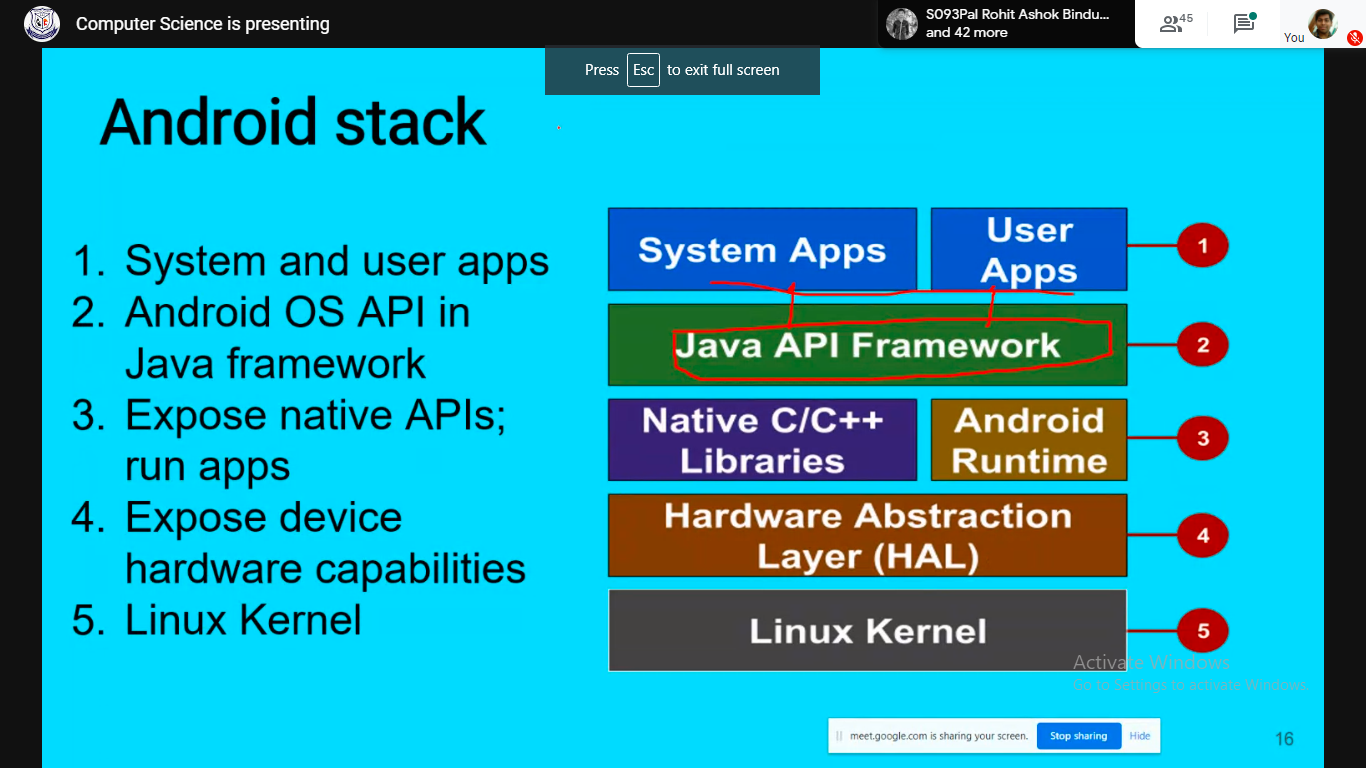 Computer Science is presenting
S093Pal Rohit Ashok Bindu...
and 42 more
45
You
Press Esc to exit full screen
Android stack
1. System and user apps
2. Android OS API in
Java framework
3. Expose native APIs;
run apps
4. Expose device
hardware capabilities
5. Linux Kernel
System Apps
User
Apps
1
Java API Framework
2
Native C/C++
Libraries
Android
Runtime
3
Hardware Abstraction
Layer (HAL)
4
Linux Kernel
5
Activate Windows
Go to Settings to activate Windows.
meet.google.com is sharing your screen.
Stop sharing
Hide
16